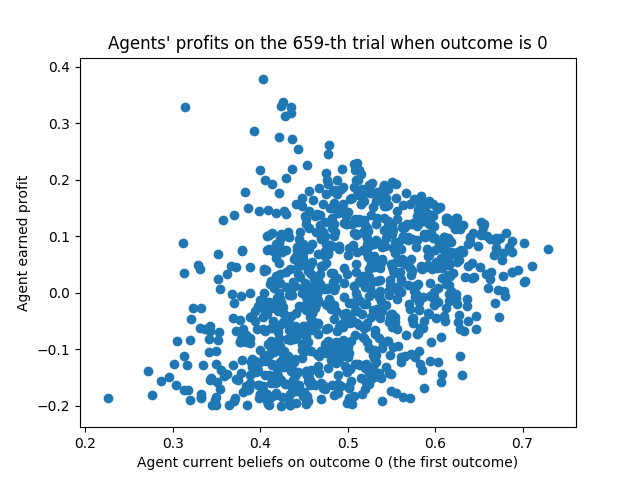 Agents' profits on the 659-th trial when outcome is 0
0.4
0.3
0.2
0.1
0.0
−0.1
−0.2
Agent earned profit
0.2 0.3 0.4 0.5 0.6 0.7
Agent current beliefs on outcome 0 (the first outcome)